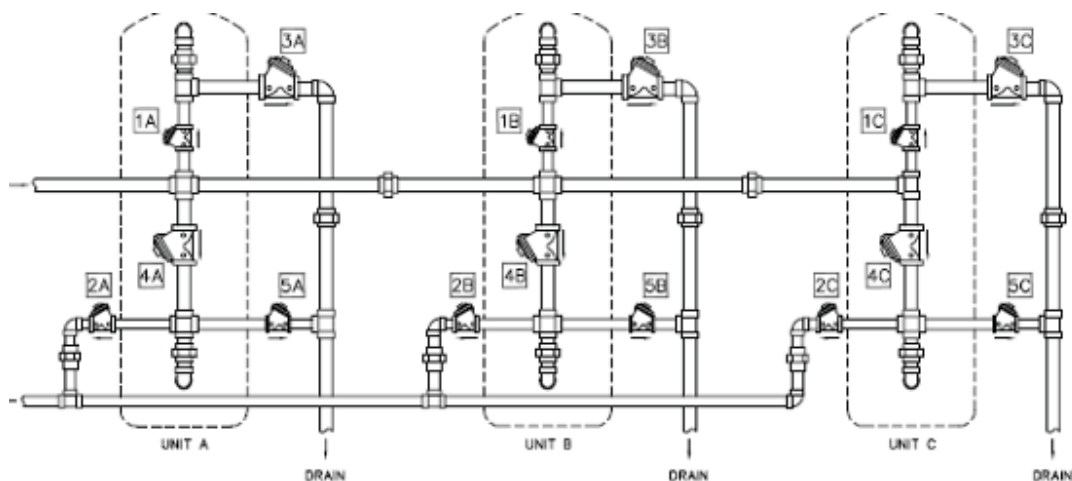 3A 3B 3C
1A 1B 1C
4A 4B 4C
2A 5A 2B 5B 2C 5C
UNIT A UNIT B UNIT C
DRAIN DRAIN DRAIN